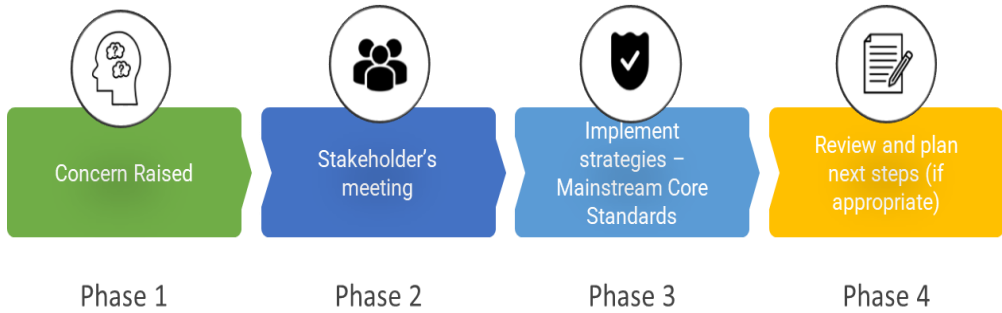 Concern Raised
Stakeholder’s
meeting
Implement
strategies –
Mainstream Core
Standards
Review and plan
next steps (if
appropriate)
Phase 1
Phase 2
Phase 3
Phase 4